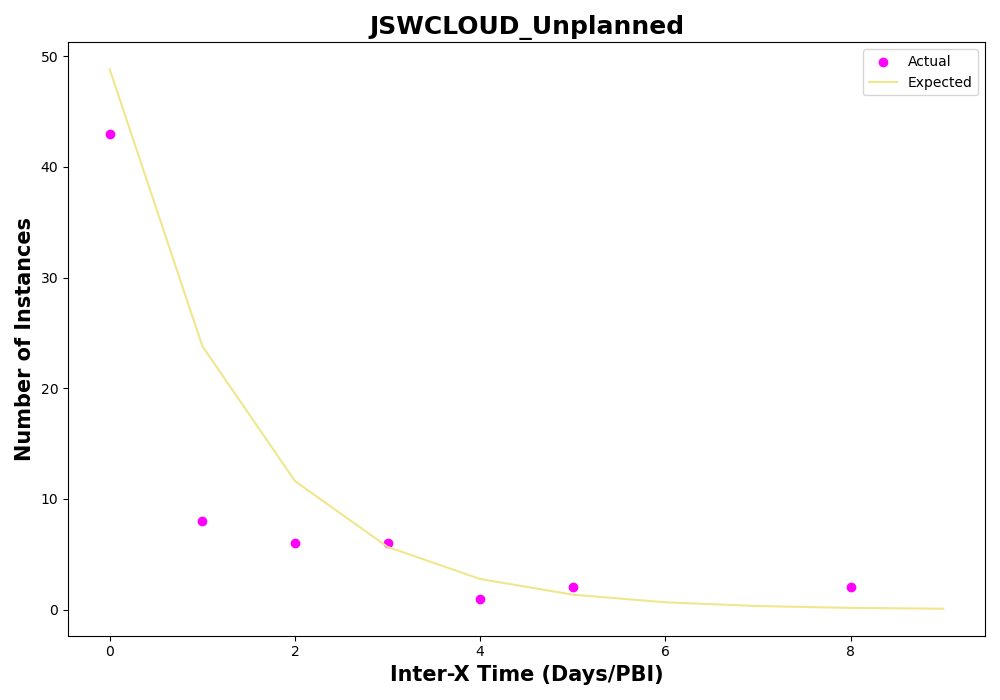 JSWCLOUD_Unplanned
Actual
Expected
50
40
30
20
10
0
Number of Instances
0 2 4 6 8
Inter-X Time (Days/PBI)